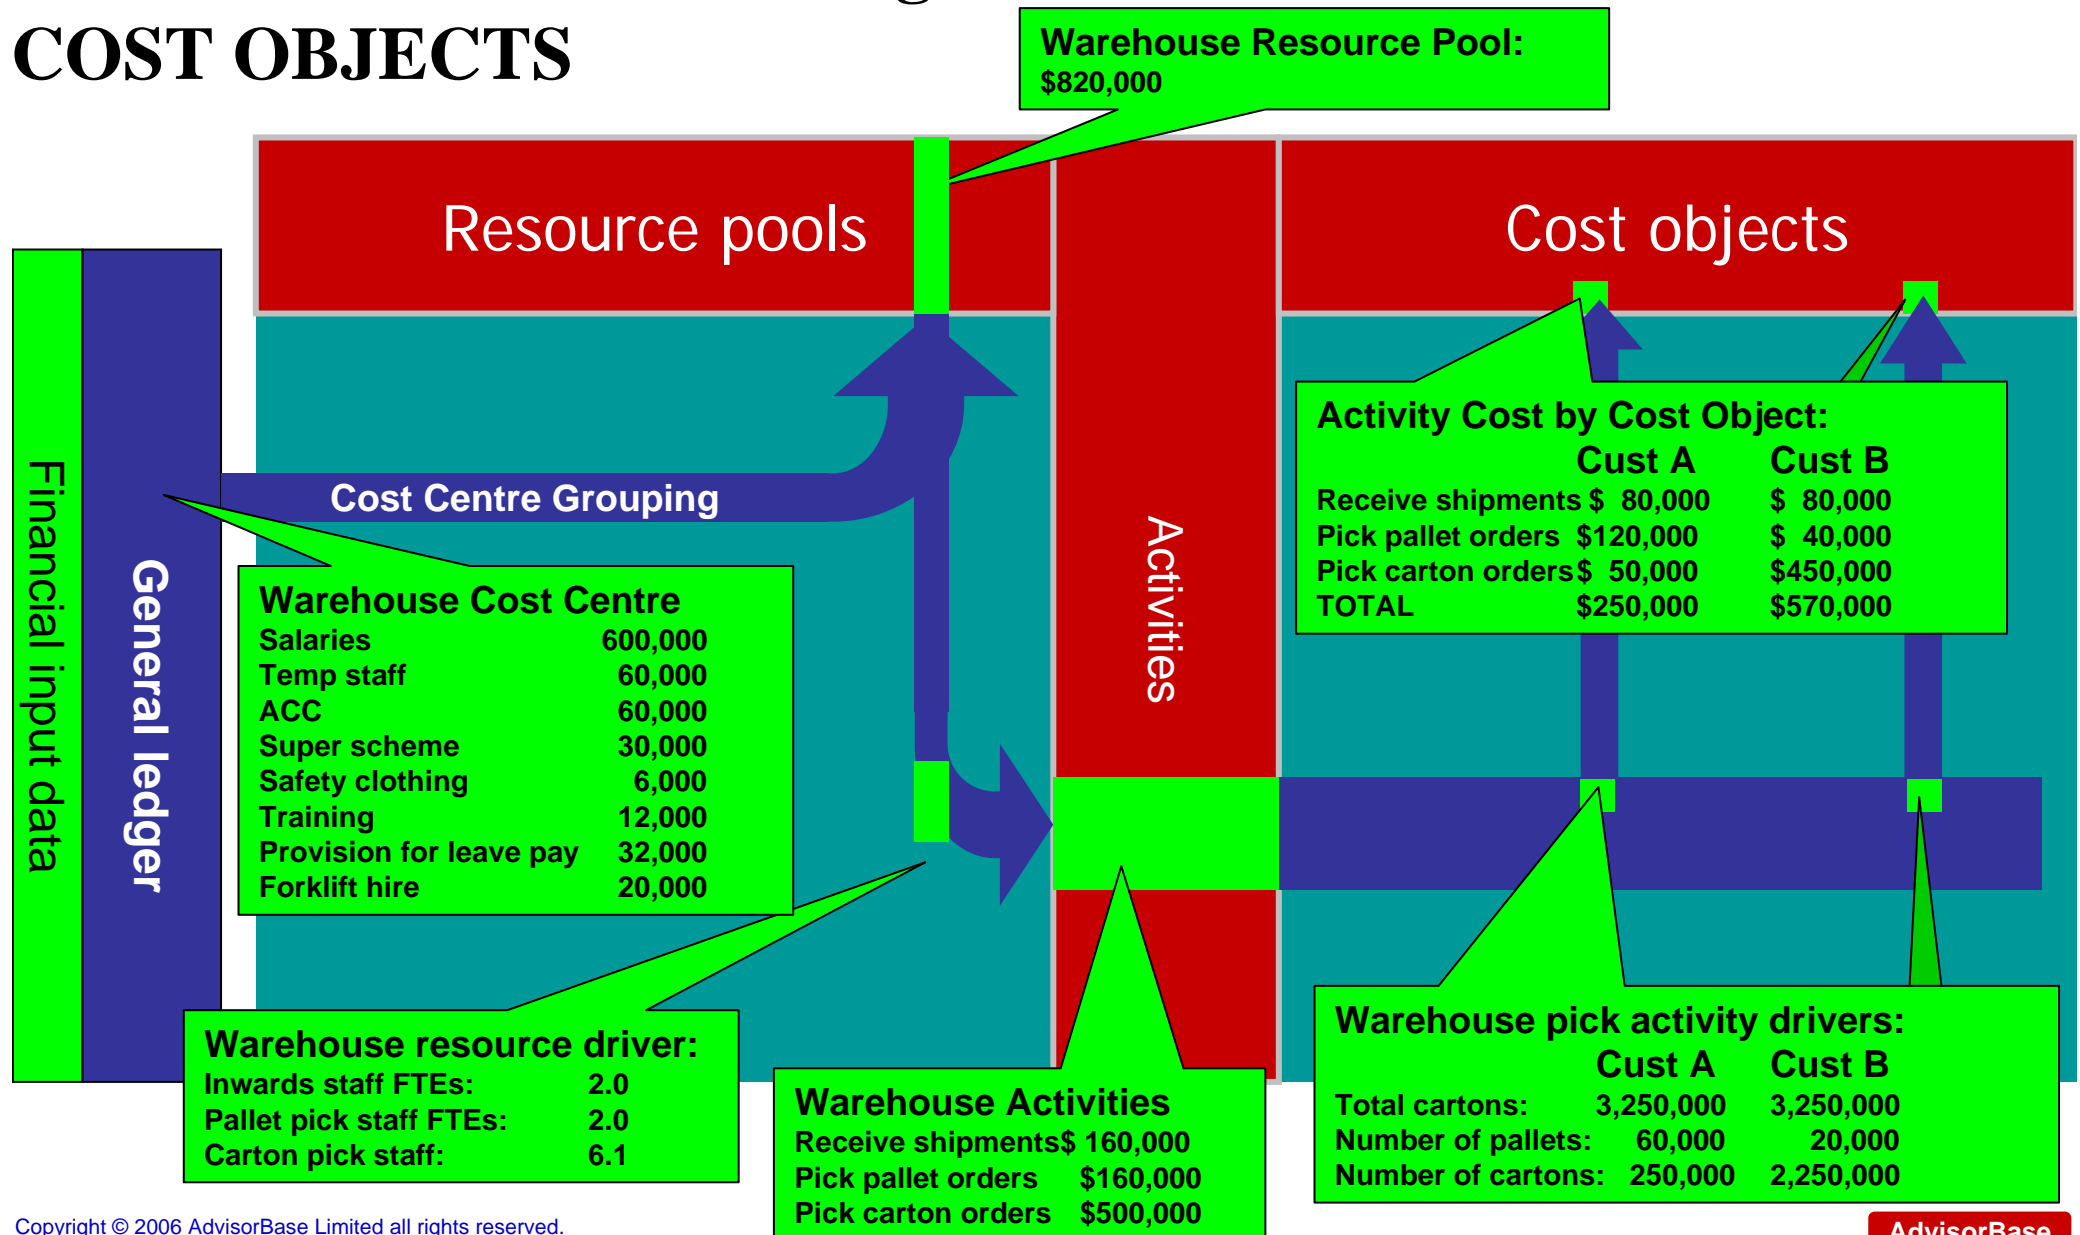 COST OBJECTS
Warehouse Resource Pool:
$820,000
Resource pools
Cost objects
Financial input data
General ledger
Cost Centre Grouping
Activities
Activity Cost by Cost Object:
Cust A Cust B
Receive shipments $ 80,000 $ 80,000
Pick pallet orders $120,000 $ 40,000
Pick carton orders $ 50,000 $450,000
TOTAL $250,000 $570,000
Warehouse Cost Centre
Salaries 600,000
Temp staff 60,000
ACC 60,000
Super scheme 30,000
Safety clothing 6,000
Training 12,000
Provision for leave pay 32,000
Forklift hire 20,000
Warehouse resource driver:
Inwards staff FTEs: 2.0
Pallet pick staff FTEs: 2.0
Carton pick staff: 6.1
Warehouse Activities
Receive shipments $ 160,000
Pick pallet orders $160,000
Pick carton orders $500,000
Warehouse pick activity drivers:
Cust A Cust B
Total cartons: 3,250,000 3,250,000
Number of pallets: 60,000 20,000
Number of cartons: 250,000 2,250,000
Copyright © 2006 AdvisorBase Limited all rights reserved.
AdvisorBase